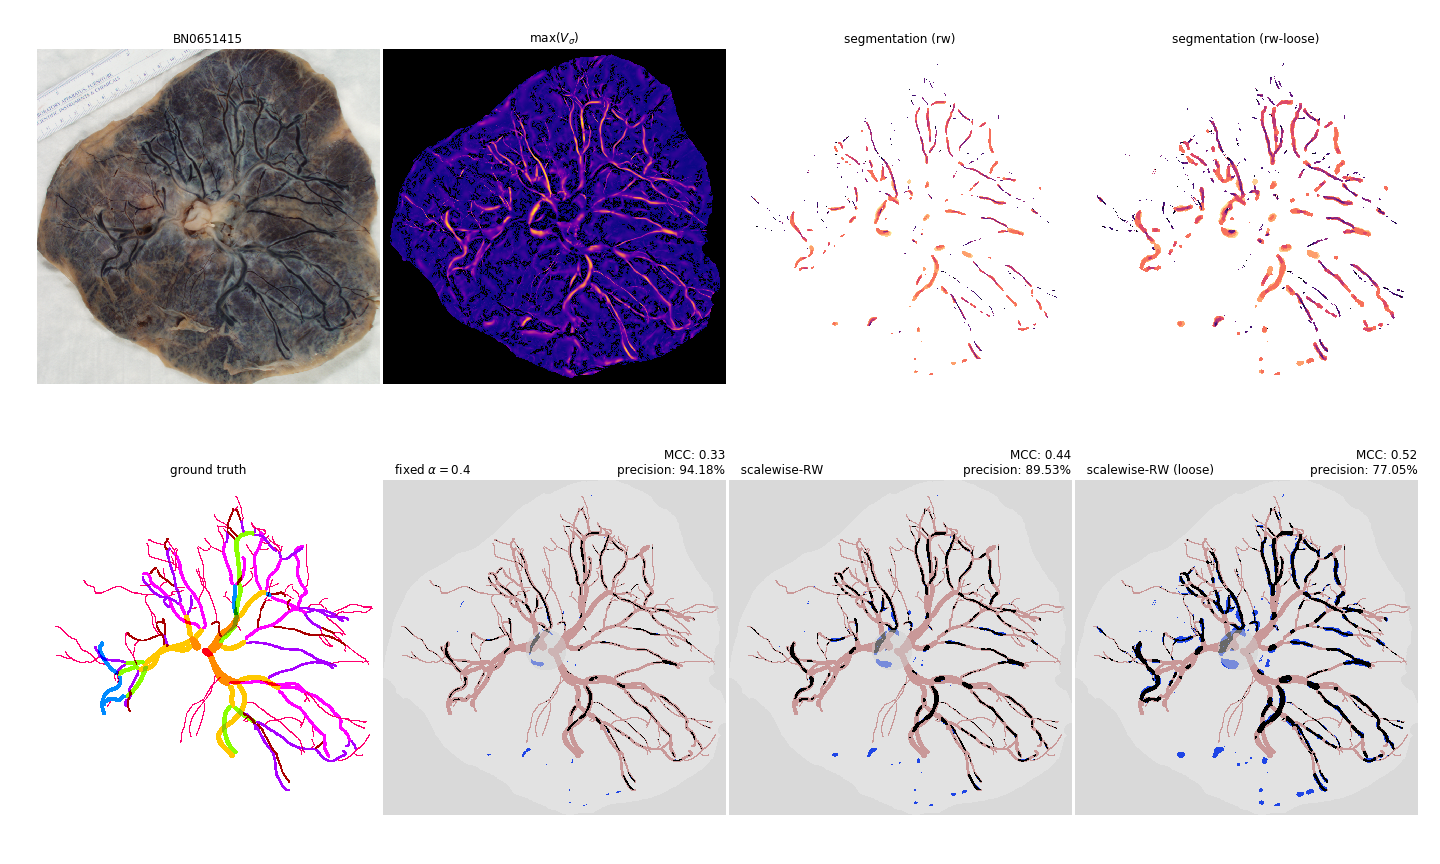 BN0651415
max(Vσ)
segmentation (rw)
segmentation (rw-loose)
ground truth
fixed α = 0.4
MCC: 0.33
precision: 94.18%
scalewise-RW
MCC: 0.44
precision: 89.53%
scalewise-RW (loose)
MCC: 0.52
precision: 77.05%